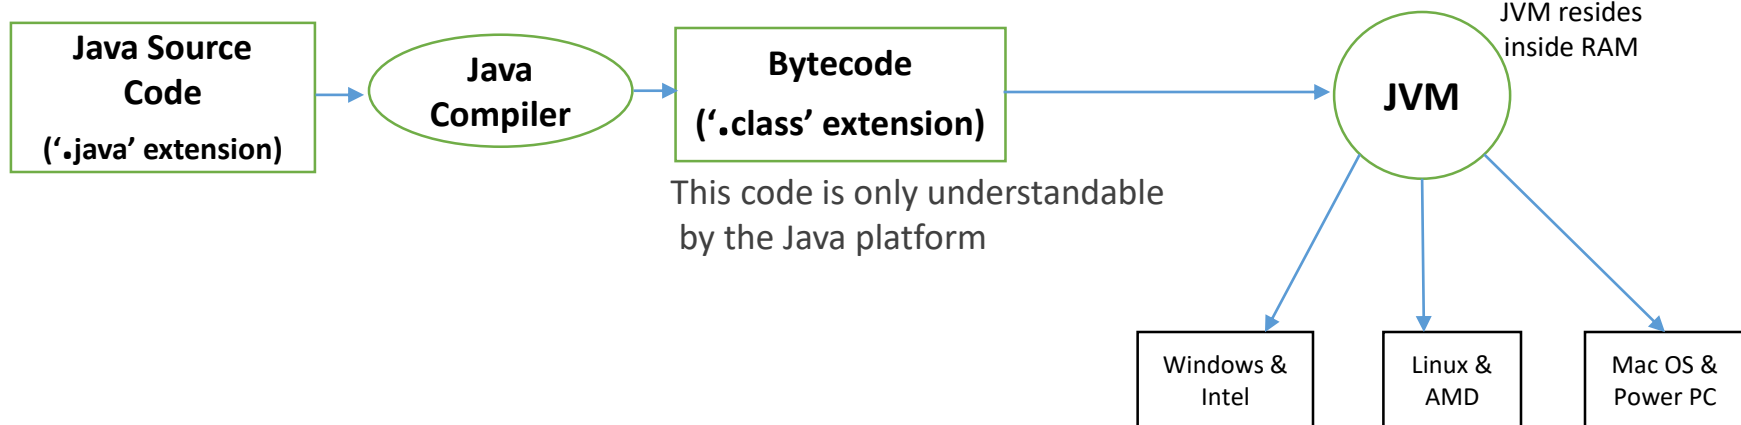 Java Source
Code
(‘.java’ extension)
Java
Compiler
Bytecode
(‘.class’ extension)
This code is only understandable
by the Java platform
JVM resides
inside RAM
JVM
Windows &
Intel
Linux &
AMD
Mac OS &
Power PC